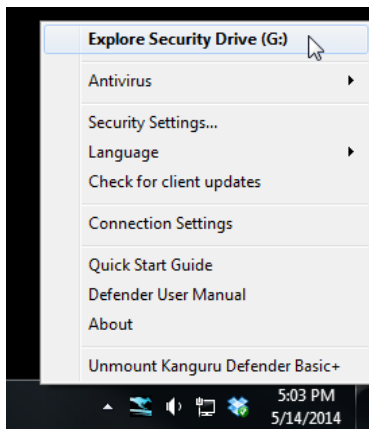 Explore Security Drive (G:)
Antivirus
Security Settings...
Language
Check for client updates
Connection Settings
Quick Start Guide
Defender User Manual
About
Unmount Kanguru Defender Basic+
5:03 PM
5/14/2014